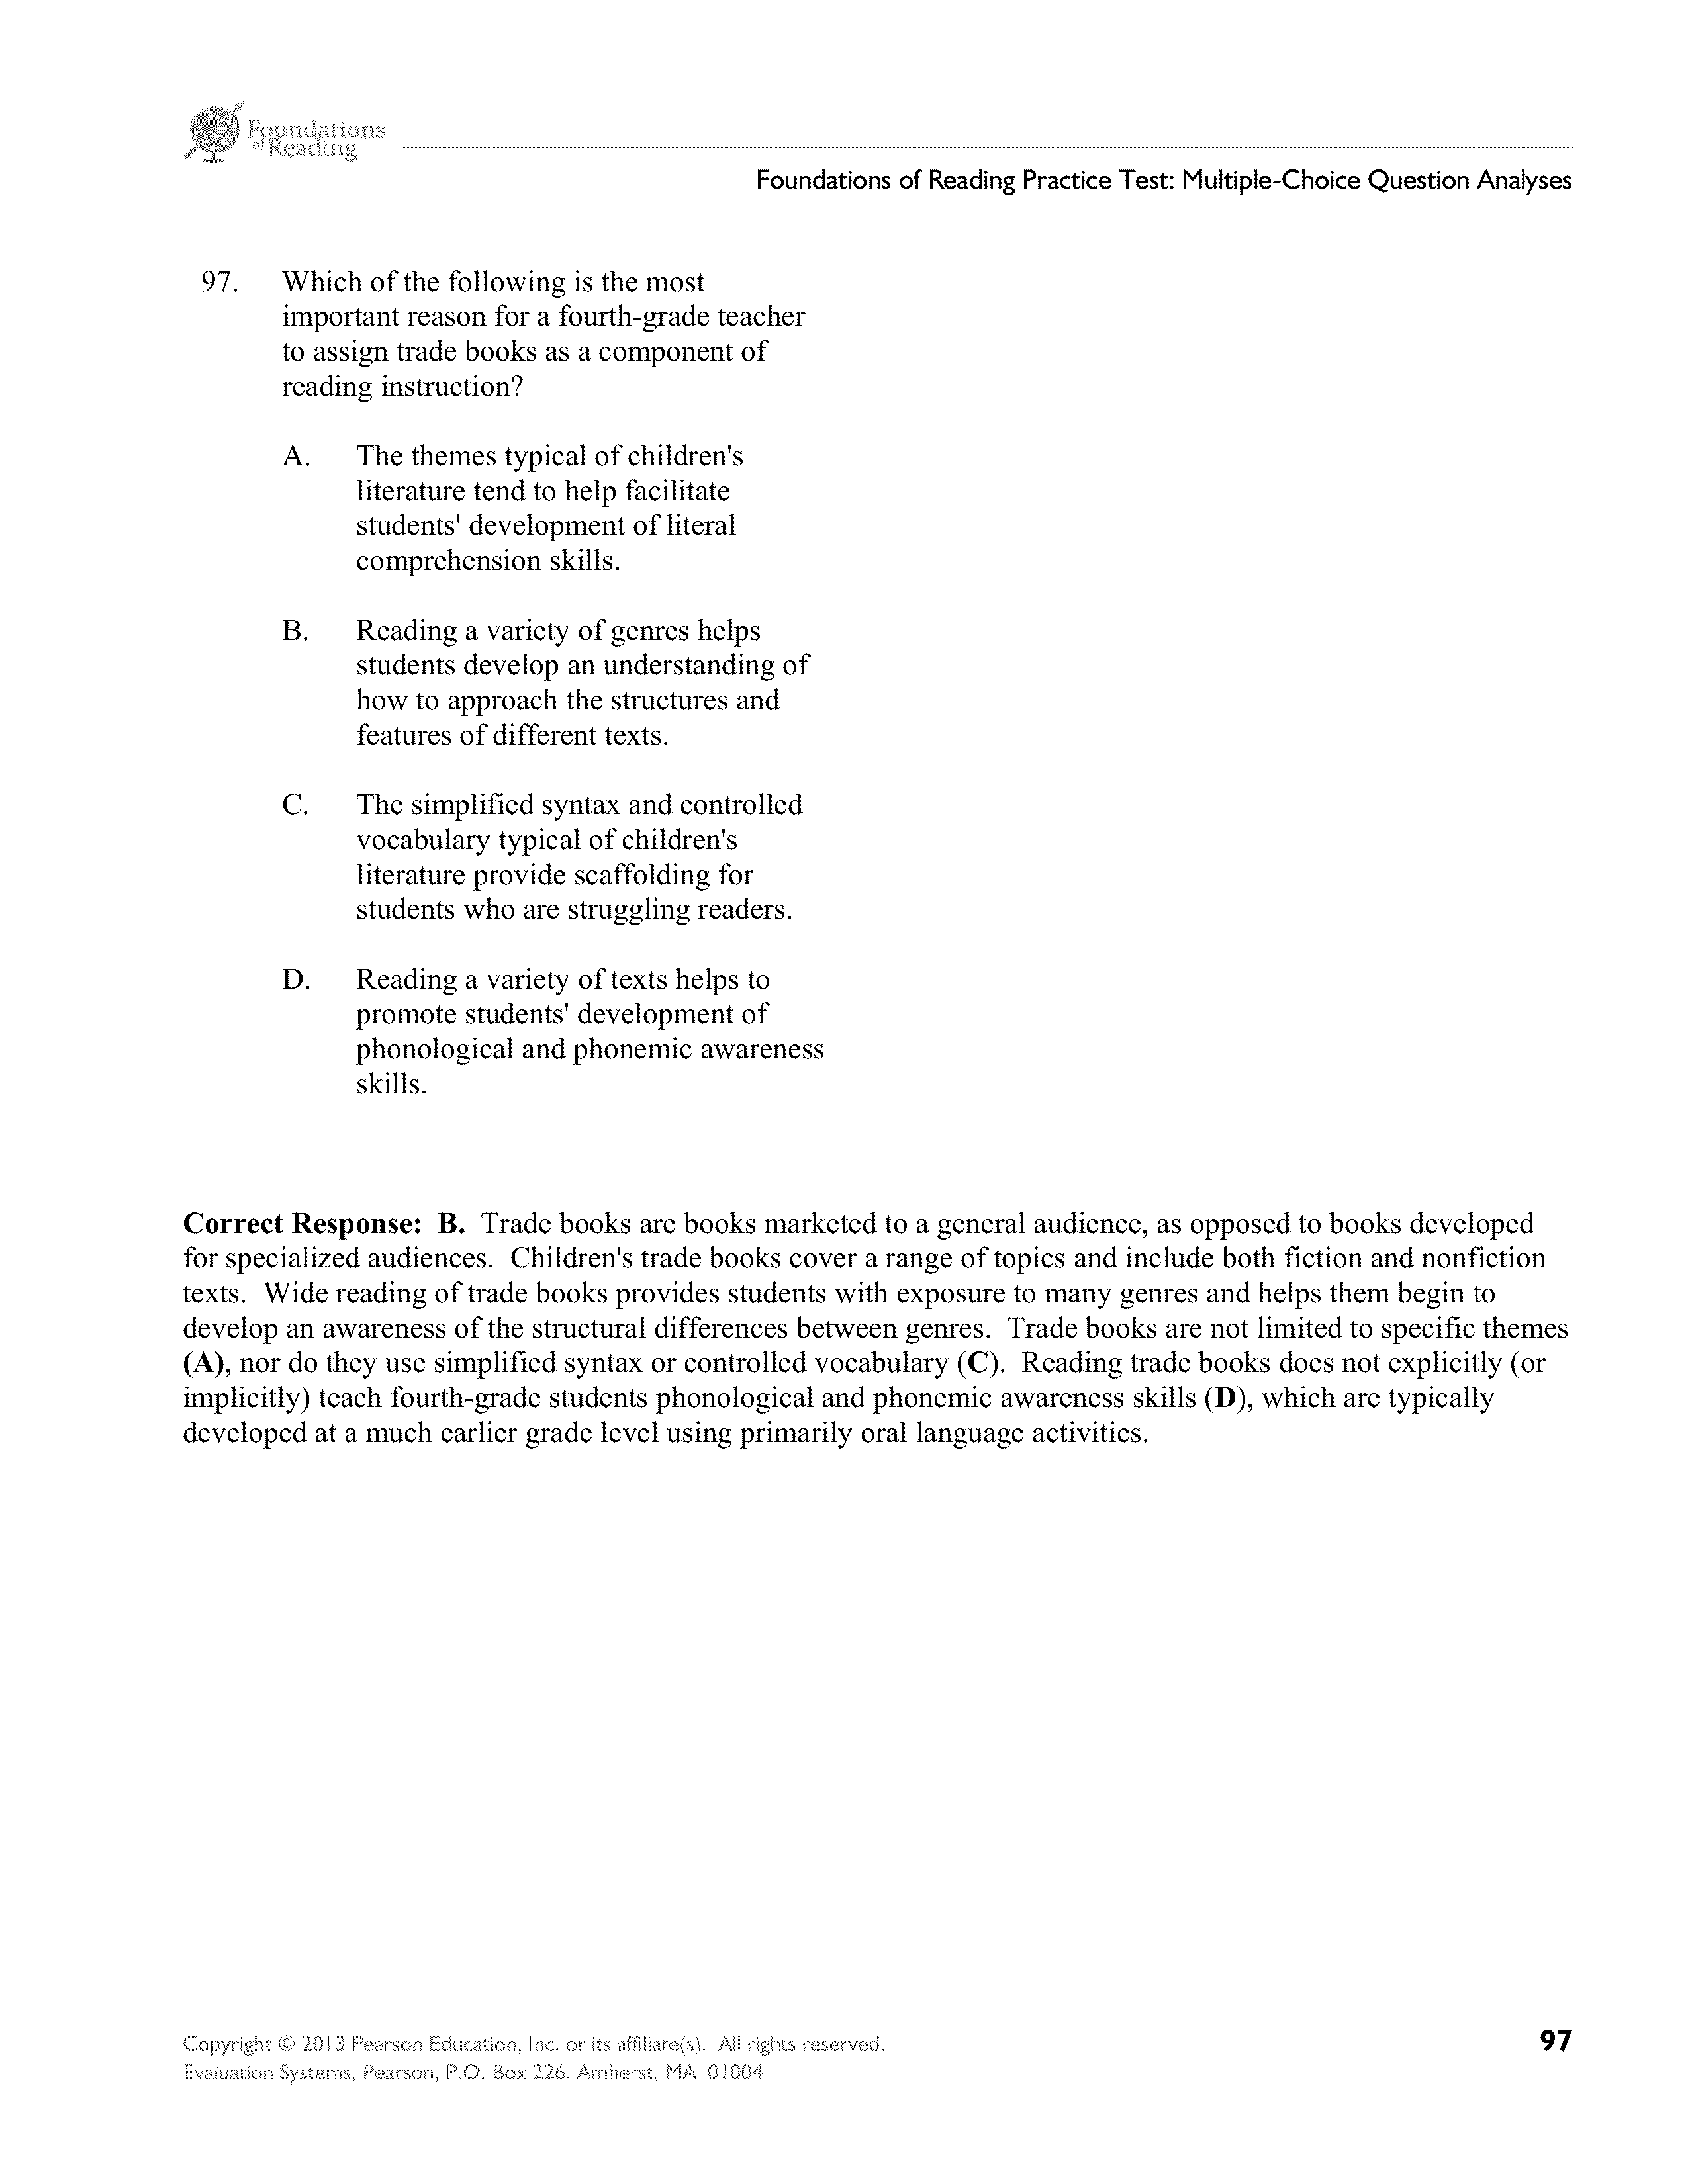 Foundations
of Reading
Foundations of Reading Practice Test: Multiple-Choice Question Analyses
97. Which of the following is the most
important reason for a fourth-grade teacher
to assign trade books as a component of
reading instruction?
A. The themes typical of children's
literature tend to help facilitate
students' development of literal
comprehension skills.
B. Reading a variety of genres helps
students develop an understanding of
how to approach the structures and
features of different texts.
C. The simplified syntax and controlled
vocabulary typical of children's
literature provide scaffolding for
students who are struggling readers.
D. Reading a variety of texts helps to
promote students' development of
phonological and phonemic awareness
skills.
Correct Response: B. Trade books are books marketed to a general audience, as opposed to books developed
for specialized audiences. Children's trade books cover a range of topics and include both fiction and nonfiction
texts. Wide reading of trade books provides students with exposure to many genres and helps them begin to
develop an awareness of the structural differences between genres. Trade books are not limited to specific themes
(A), nor do they use simplified syntax or controlled vocabulary (C). Reading trade books does not explicitly (or
implicitly) teach fourth-grade students phonological and phonemic awareness skills (D), which are typically
developed at a much earlier grade level using primarily oral language activities.
Copyright © 2013 Pearson Education, Inc. or its affiliate(s). All rights reserved.
Evaluation Systems, Pearson, P.O. Box 226, Amherst, MA 01004
97